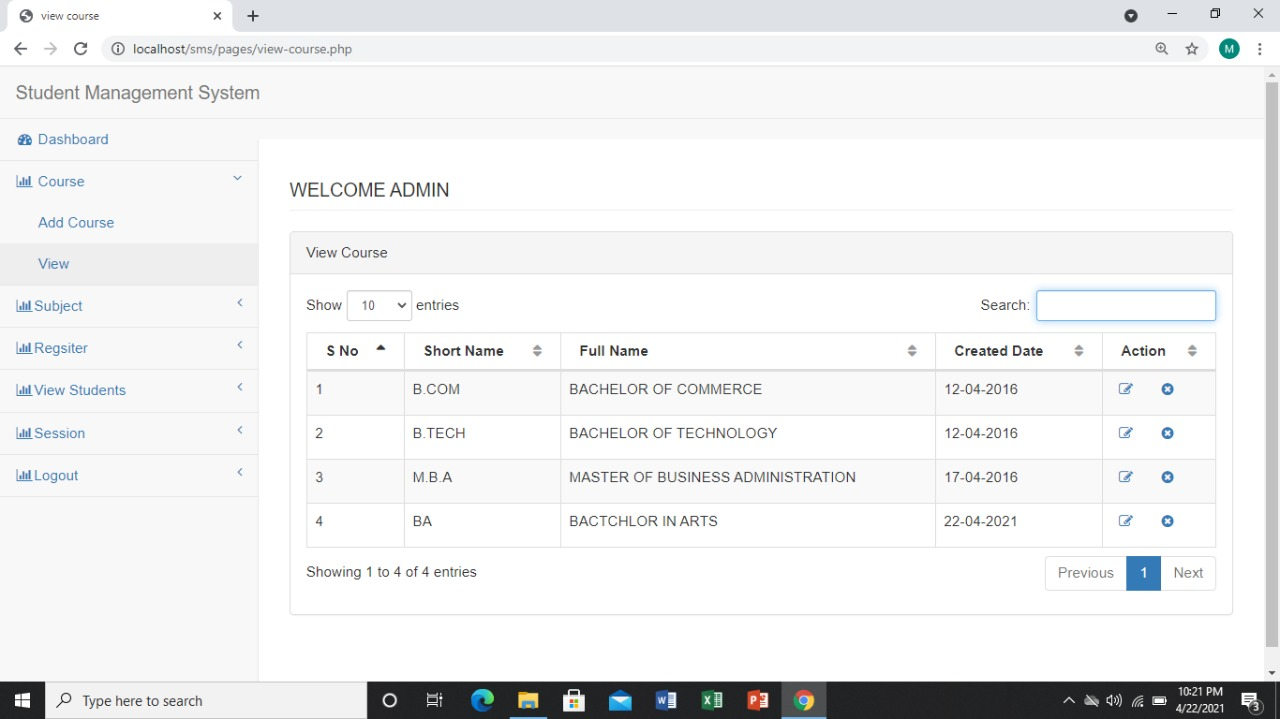 view course
localhost/sms/pages/view-course.php
M
Student Management System
Dashboard
Course
Add Course
View
Subject
Regsiter
View Students
Session
Logout
WELCOME ADMIN
View Course
Show 10 entries
Search:
S No Short Name Full Name Created Date Action
1 B.COM BACHELOR OF COMMERCE 12-04-2016
2 B.TECH BACHELOR OF TECHNOLOGY 12-04-2016
3 M.B.A MASTER OF BUSINESS ADMINISTRATION 17-04-2016
4 BA BACTCHLOR IN ARTS 22-04-2021
Showing 1 to 4 of 4 entries
Previous 1 Next
Type here to search
10:21 PM
4/22/2021
3